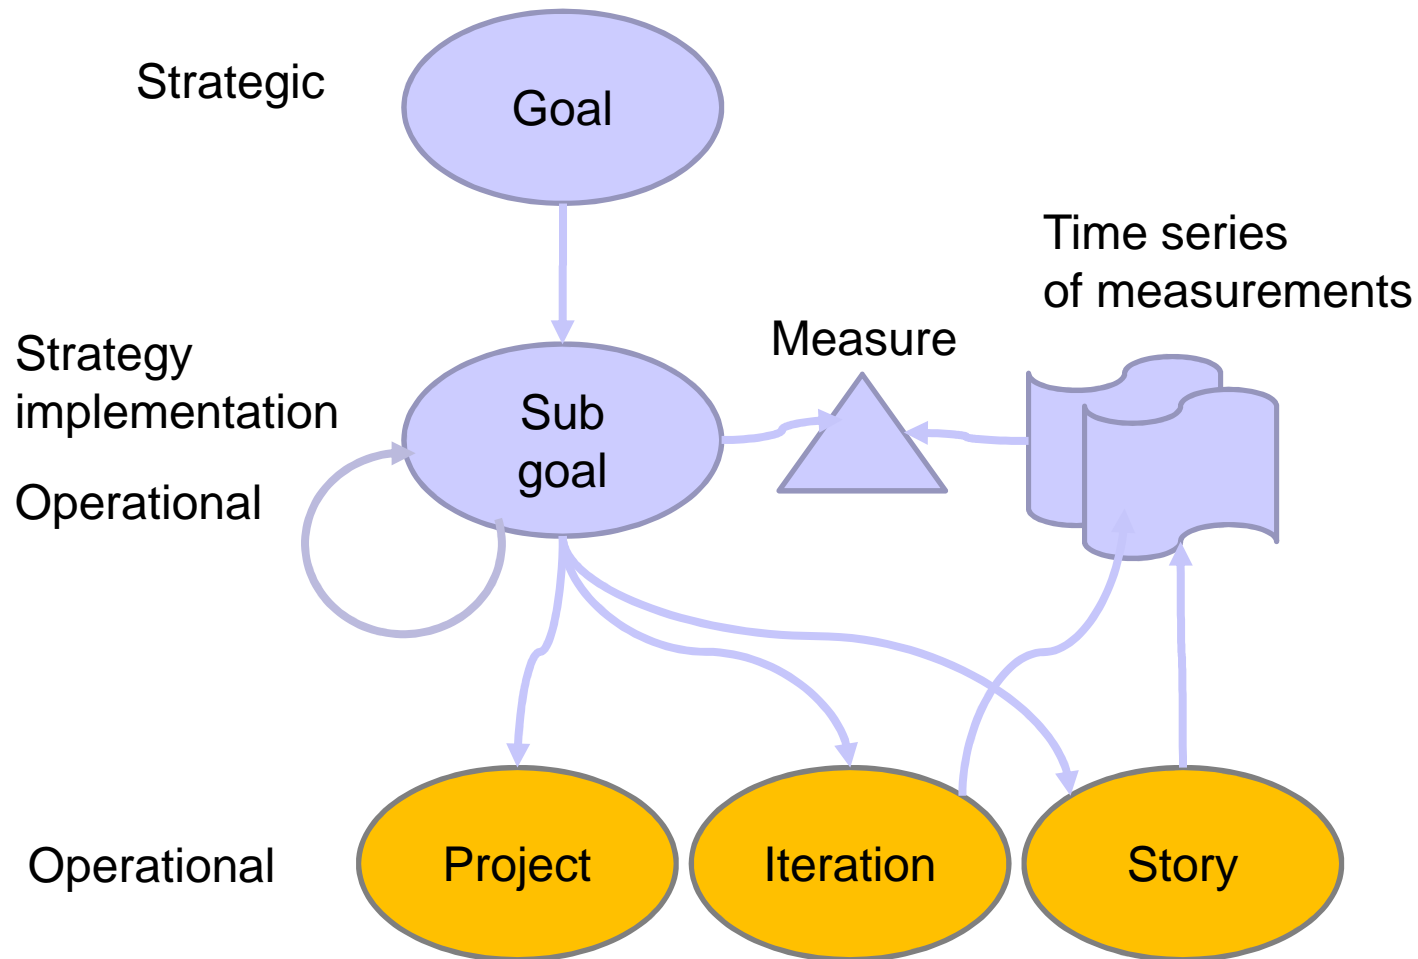 Strategic
Goal
Time series
of measurements
Measure
Strategy
implementation
Sub
goal
Operational
Operational
Project
Iteration
Story